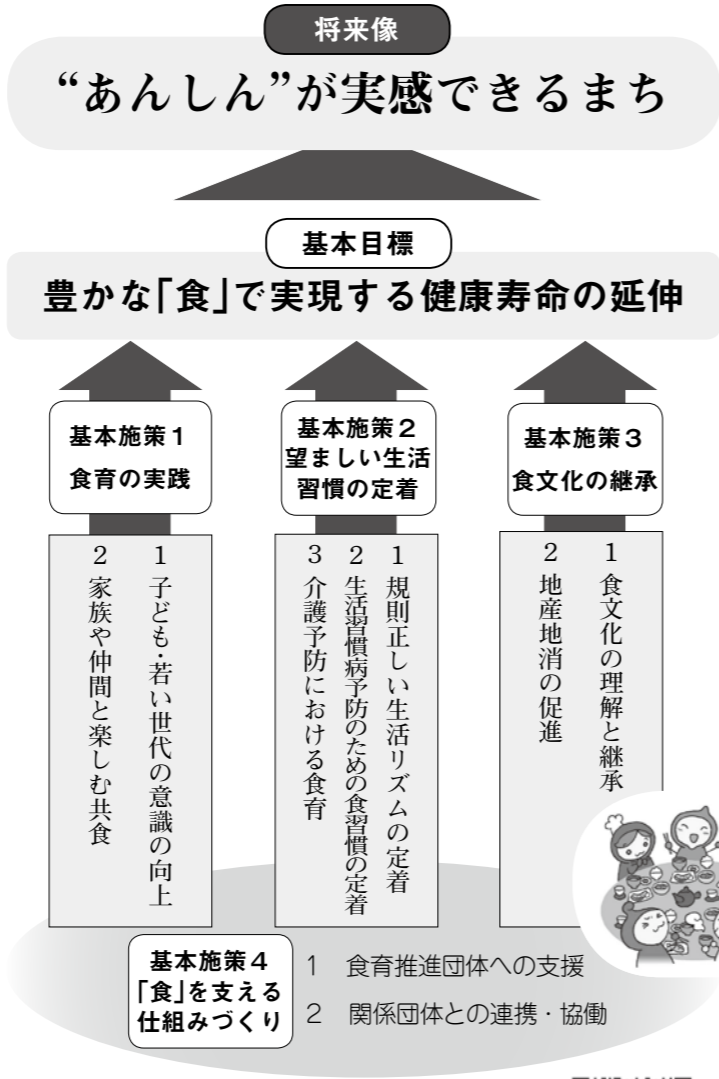 将来像
“あんしん”が実感できるまち
基本目標
豊かな「食」で実現する健康寿命の延伸
基本施策1
食育の実践
1 子ども・若い世代の意識の向上
2 家族や仲間と楽しむ共食
基本施策2
望ましい生活
習慣の定着
1 規則正しい生活リズムの定着
2 生活習慣病予防のための食習慣の定着
3 介護予防における食育
基本施策3
食文化の継承
1 食文化の理解と継承
2 地産地消の促進
基本施策4
「食」を支える
仕組みづくり
1 食育推進団体への支援
2 関係団体との連携・協働